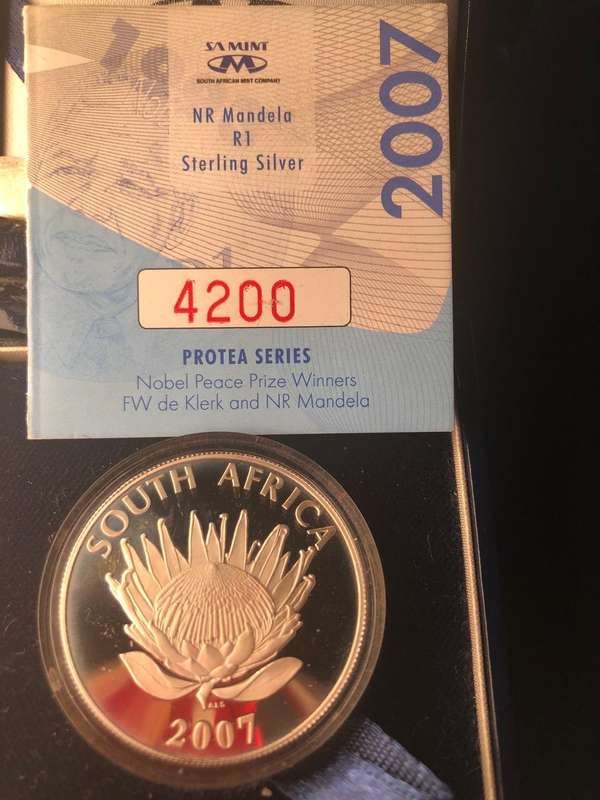 SA MINT
SOUTH AFRICAN MINT COMPANY
NR Mandela
R1
Sterling Silver
2007
4200
PROTEA SERIES
Nobel Peace Prize Winners
FW de Klerk and NR Mandela
SOUTH AFRICA
2007